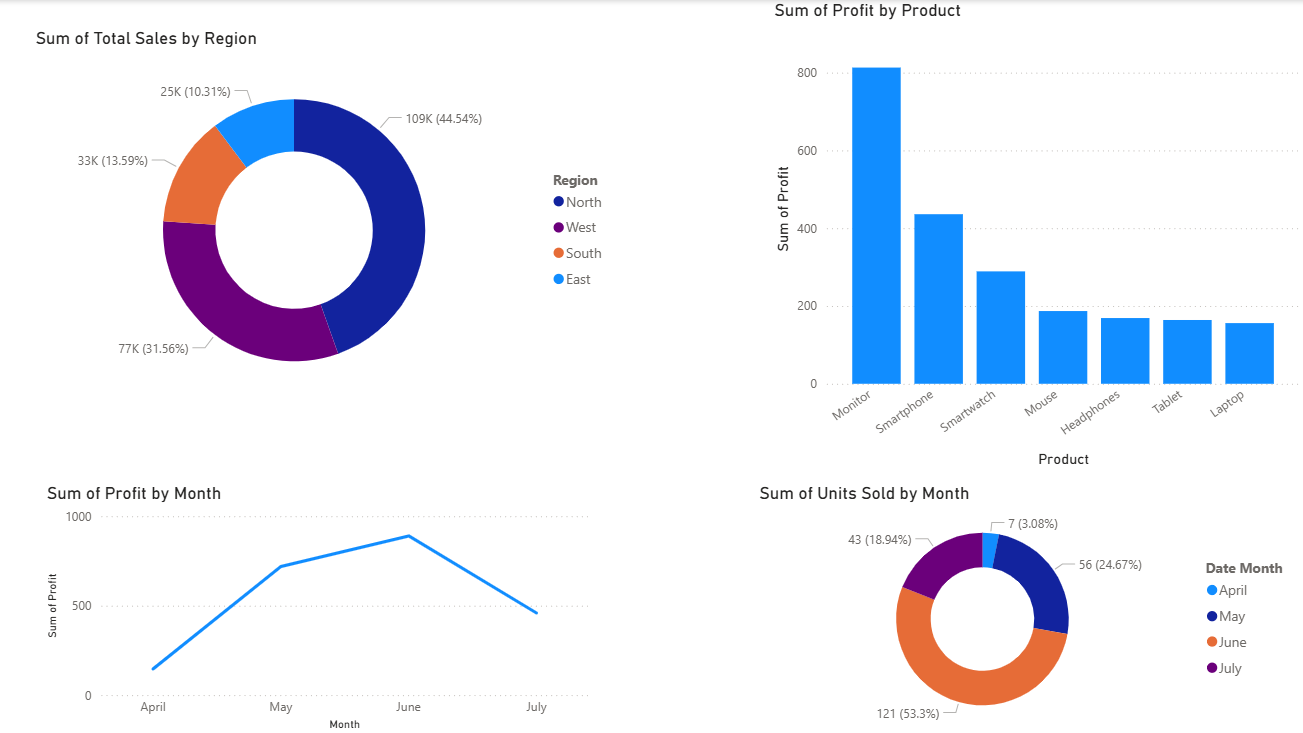 Sum of Total Sales by Region
25K (10.31%)
109K (44.54%)
33K (13.59%)
77K (31.56%)
Region
North
West
South
East
Sum of Profit by Product
Sum of Profit
800
600
400
200
0
Monitor
Smartphone
Smartwatch
Mouse
Headphones
Tablet
Laptop
Product
Sum of Profit by Month
Sum of Profit
1000
500
0
April
May
June
July
Month
Sum of Units Sold by Month
7 (3.08%)
43 (18.94%)
56 (24.67%)
121 (53.3%)
Date Month
April
May
June
July